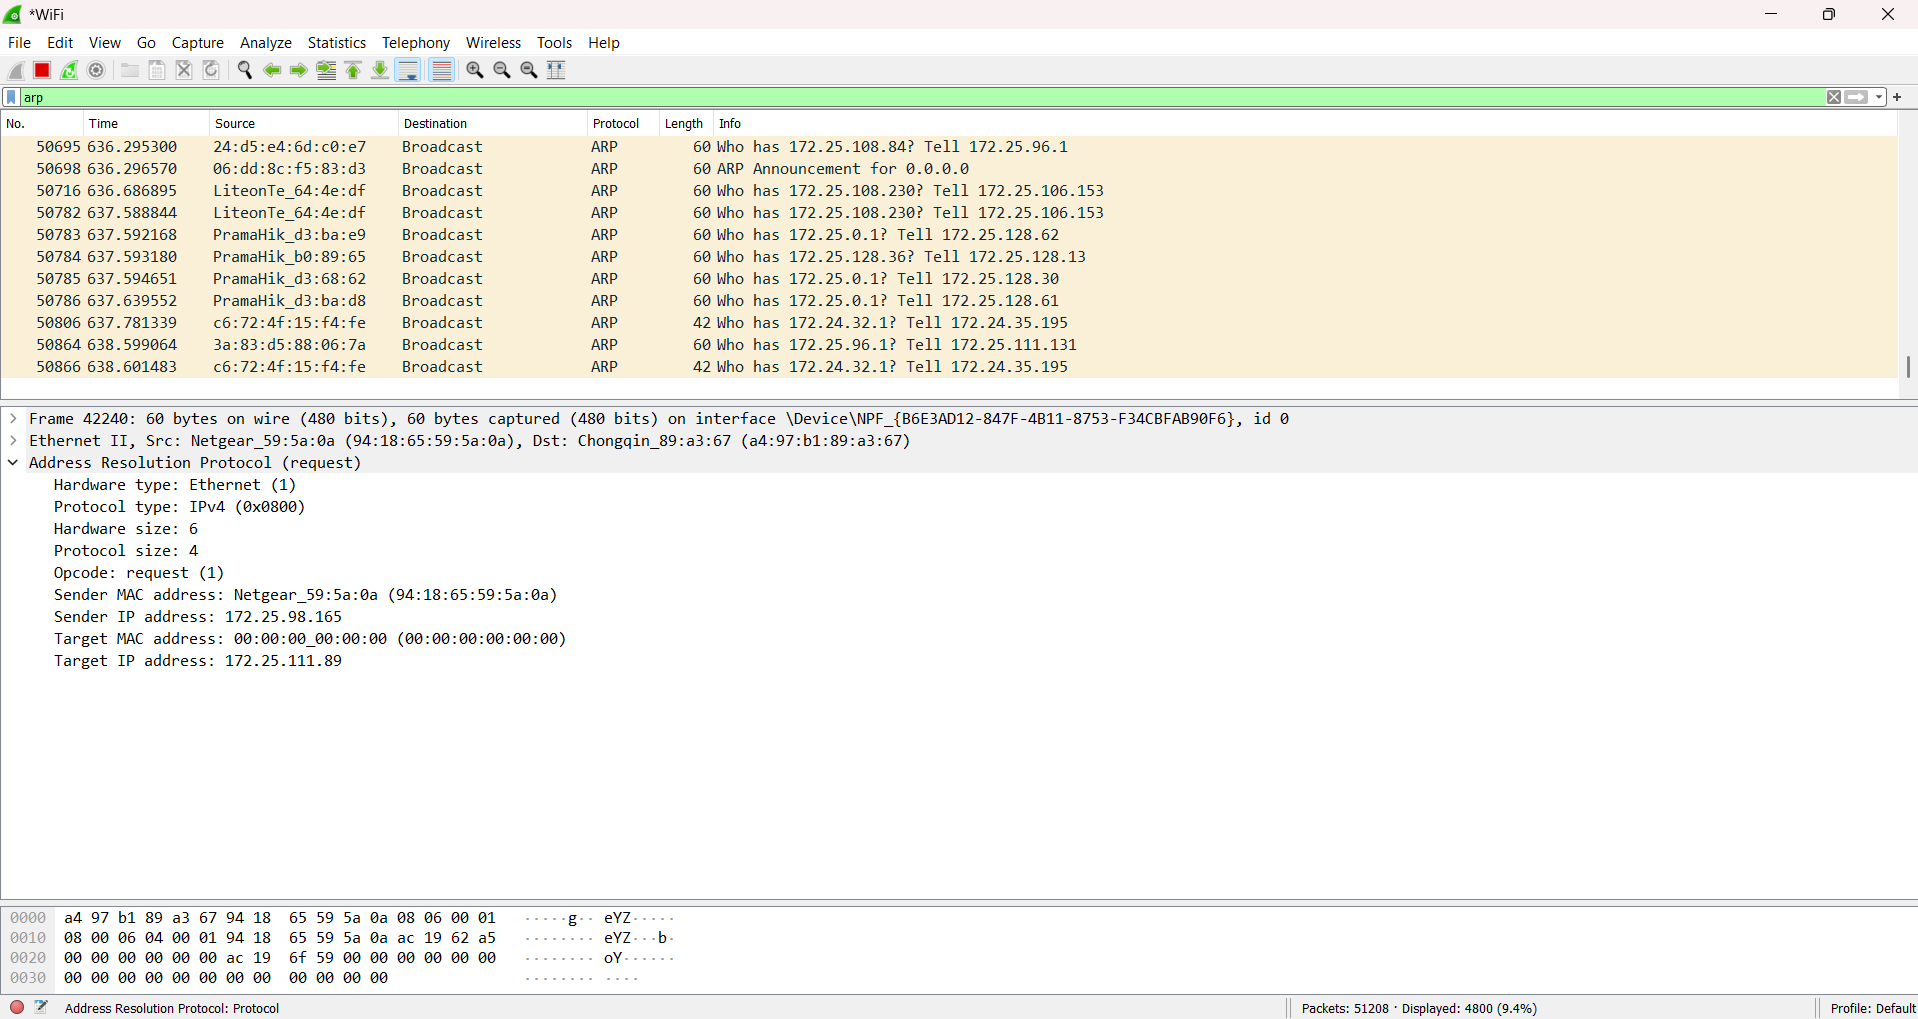 *WiFi
File Edit View Go Capture Analyze Statistics Telephony Wireless Tools Help
arp
No. Time Source Destination Protocol Length Info
50695 636.295300 24:d5:e4:6d:c0:e7 Broadcast ARP 60 Who has 172.25.108.84? Tell 172.25.96.1
50698 636.296570 06:dd:8c:f5:83:d3 Broadcast ARP 60 ARP Announcement for 0.0.0.0
50716 636.686895 LiteonTe_64:4e:df Broadcast ARP 60 Who has 172.25.108.230? Tell 172.25.106.153
50782 637.588844 LiteonTe_64:4e:df Broadcast ARP 60 Who has 172.25.108.230? Tell 172.25.106.153
50783 637.592168 PramaHik_d3:ba:e9 Broadcast ARP 60 Who has 172.25.0.1? Tell 172.25.128.62
50784 637.593180 PramaHik_b0:89:65 Broadcast ARP 60 Who has 172.25.128.36? Tell 172.25.128.13
50785 637.594651 PramaHik_d3:68:62 Broadcast ARP 60 Who has 172.25.0.1? Tell 172.25.128.30
50786 637.639552 PramaHik_d3:ba:d8 Broadcast ARP 60 Who has 172.25.0.1? Tell 172.25.128.61
50806 637.781339 c6:72:4f:15:f4:fe Broadcast ARP 42 Who has 172.24.32.1? Tell 172.24.35.195
50864 638.599064 3a:83:d5:88:06:7a Broadcast ARP 60 Who has 172.25.96.1? Tell 172.25.111.131
50866 638.601483 c6:72:4f:15:f4:fe Broadcast ARP 42 Who has 172.24.32.1? Tell 172.24.35.195
Frame 42240: 60 bytes on wire (480 bits), 60 bytes captured (480 bits) on interface \Device\NPF_{B6E3AD12-847F-4B11-8753-F34CBFAB90F6}, id 0
Ethernet II, Src: Netgear_59:5a:0a (94:18:65:59:5a:0a), Dst: Chongqin_89:a3:67 (a4:97:b1:89:a3:67)
Address Resolution Protocol (request)
Hardware type: Ethernet (1)
Protocol type: IPv4 (0x0800)
Hardware size: 6
Protocol size: 4
Opcode: request (1)
Sender MAC address: Netgear_59:5a:0a (94:18:65:59:5a:0a)
Sender IP address: 172.25.98.165
Target MAC address: 00:00:00_00:00:00 (00:00:00:00:00:00)
Target IP address: 172.25.111.89
0000 a4 97 b1 89 a3 67 94 18 65 59 5a 0a 08 06 00 01 ·····g·· eYZ·····
0010 08 00 06 04 00 01 94 18 65 59 5a 0a ac 19 62 a5 ········ eYZ···b·
0020 00 00 00 00 00 00 ac 19 6f 59 00 00 00 00 00 00 ········ oY······
0030 00 00 00 00 00 00 00 00 00 00 00 00 ········ ····
Address Resolution Protocol: Protocol Packets: 51208 · Displayed: 4800 (9.4%) Profile: Default